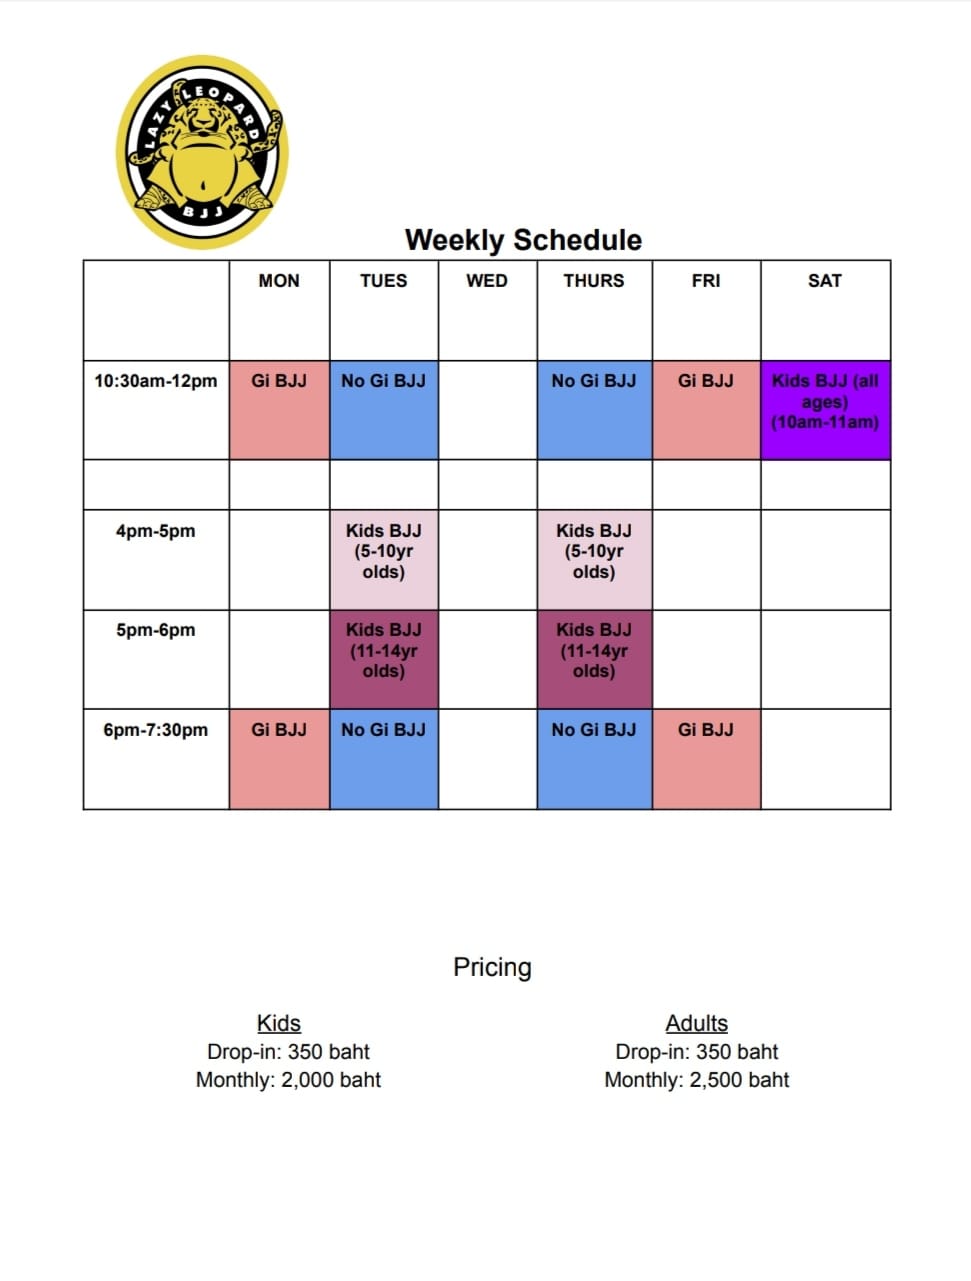 LAZY LEOPARD
BJJ
Weekly Schedule
MON TUES WED THURS FRI SAT
10:30am-12pm Gi BJJ No Gi BJJ No Gi BJJ Gi BJJ Kids BJJ (all
ages)
(10am-11am)
4pm-5pm Kids BJJ Kids BJJ
(5-10yr (5-10yr
olds) olds)
5pm-6pm Kids BJJ Kids BJJ
(11-14yr (11-14yr
olds) olds)
6pm-7:30pm Gi BJJ No Gi BJJ No Gi BJJ Gi BJJ
Pricing
Kids Adults
Drop-in: 350 baht Drop-in: 350 baht
Monthly: 2,000 baht Monthly: 2,500 baht